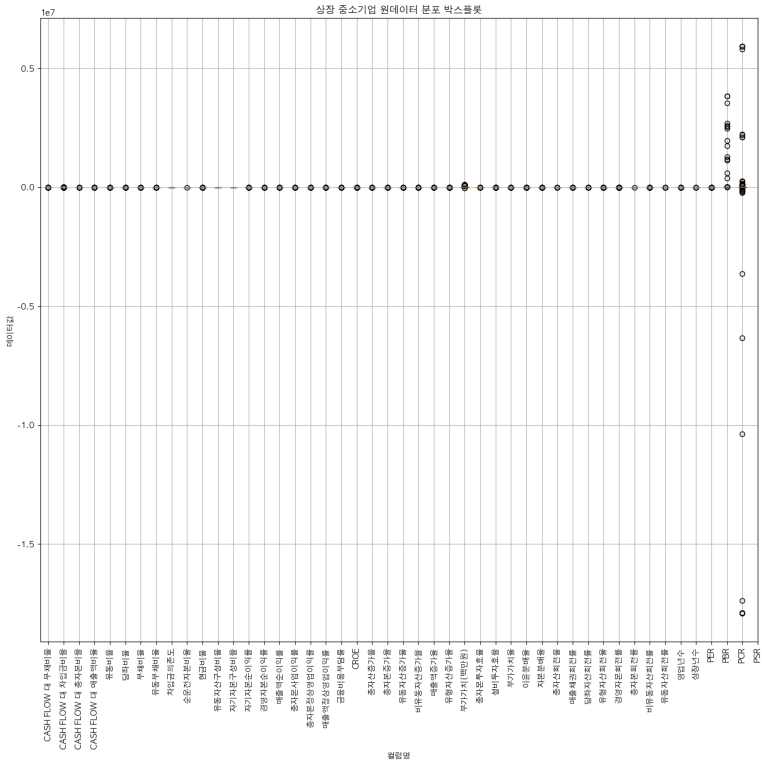 상장 중소기업 원데이터 분포 박스플롯
1e7
0.5
0.0
-0.5
-1.0
-1.5
데이터값
CASH FLOW 대 부채비율
CASH FLOW 대 차입금비율
CASH FLOW 대 총자본비율
CASH FLOW 대 매출액비율
유동비율
당좌비율
부채비율
유동부채비율
차입금의존도
순운전자본비율
현금비율
유동자산구성비율
자기자본구성비율
자기자본순이익률
경영자본순이익률
매출액순이익률
총자본사업이익률
총자본정상영업이익률
매출액정상영업이익률
금융비용부담률
CROE
총자산증가율
총자본증가율
유동자산증가율
비유동자산증가율
매출액증가율
유형자산증가율
부가가치(백만원)
총자본투자효율
설비투자효율
부가가치율
이윤분배율
자본분배율
총자산회전율
매출채권회전률
당좌자산회전률
유형자산회전율
경영자본회전률
총자본회전률
비유동자산회전률
유동자산회전률
영업년수
상장년수
PER
PBR
PCR
PSR
컬럼명